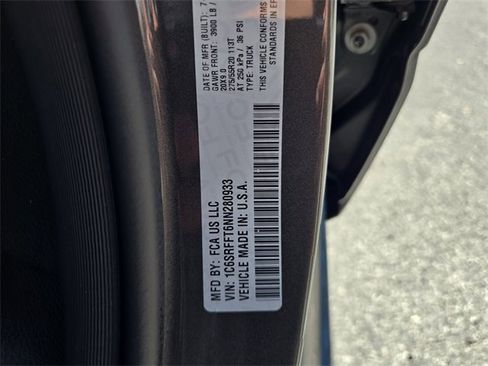 MFD BY: FCA US LLC
VIN: 1C6SRFFT6NN280933
VEHICLE MADE IN: U.S.A.
DATE OF MFR (BUILT): 7
GAWR FRONT: 3900 LB /
20X9.0
275/55R20 113T
AT 250 kPa / 36 PSI
TYPE: TRUCK
THIS VEHICLE CONFORMS
STANDARDS IN